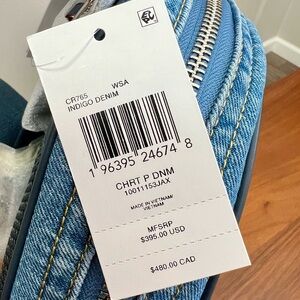 WSA
CR765
INDIGO DENIM
1 96395 24674 8
CHRT P DNM
10011153JAX
MADE IN VIETNAM/
VIETNAM
MFSRP
$395.00 USD
$480.00 CAD